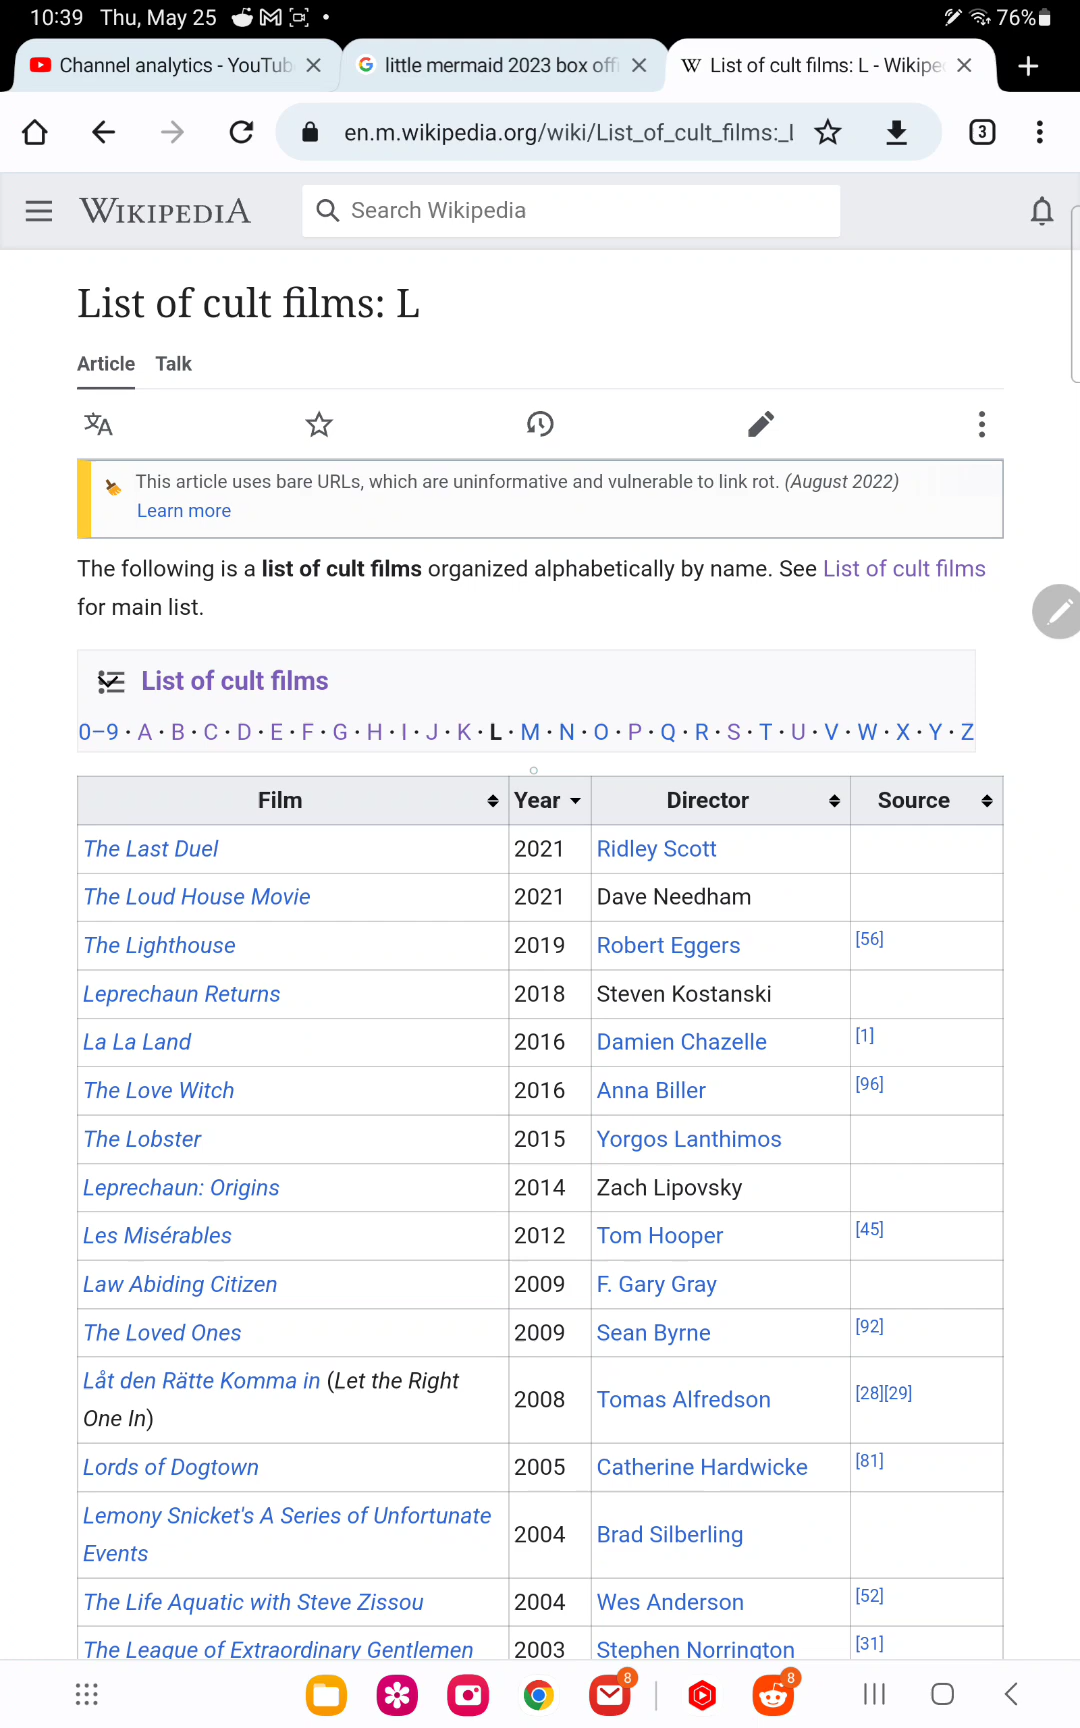 10:39 Thu, May 25 76%
Channel analytics - YouTub
little mermaid 2023 box offi
List of cult films: L - Wikipe
en.m.wikipedia.org/wiki/List_of_cult_films:_l
3
WIKIPEDIA
Search Wikipedia
List of cult films: L
Article Talk
This article uses bare URLs, which are uninformative and vulnerable to link rot. (August 2022)
Learn more
The following is a list of cult films organized alphabetically by name. See List of cult films
for main list.
List of cult films
0–9 · A · B · C · D · E · F · G · H · I · J · K · L · M · N · O · P · Q · R · S · T · U · V · W · X · Y · Z
Film Year Director Source
The Last Duel 2021 Ridley Scott
The Loud House Movie 2021 Dave Needham
The Lighthouse 2019 Robert Eggers [56]
Leprechaun Returns 2018 Steven Kostanski
La La Land 2016 Damien Chazelle [1]
The Love Witch 2016 Anna Biller [96]
The Lobster 2015 Yorgos Lanthimos
Leprechaun: Origins 2014 Zach Lipovsky
Les Misérables 2012 Tom Hooper [45]
Law Abiding Citizen 2009 F. Gary Gray
The Loved Ones 2009 Sean Byrne [92]
Låt den Rätte Komma in (Let the Right
One In) 2008 Tomas Alfredson [28][29]
Lords of Dogtown 2005 Catherine Hardwicke [81]
Lemony Snicket's A Series of Unfortunate
Events 2004 Brad Silberling
The Life Aquatic with Steve Zissou 2004 Wes Anderson [52]
The League of Extraordinary Gentlemen 2003 Stephen Norrington [31]
8 8